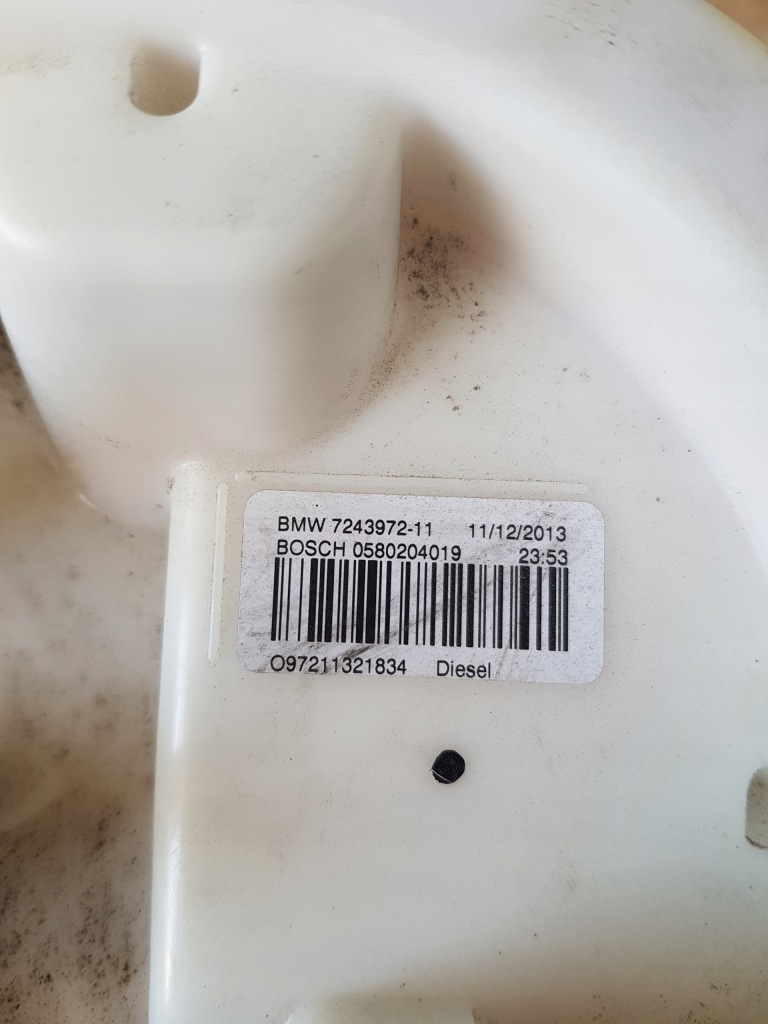 BMW 7243972-11 11/12/2013
BOSCH 0580204019 23:53
O97211321834 Diesel